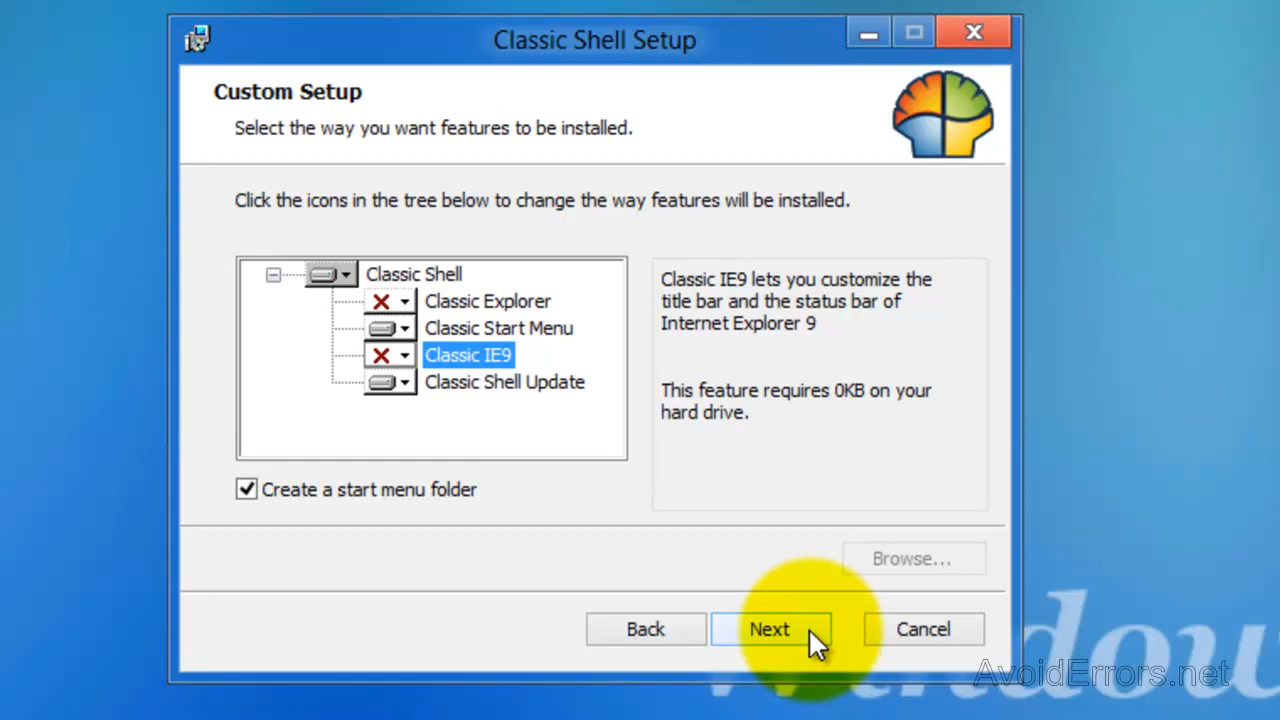 Classic Shell Setup
Custom Setup
Select the way you want features to be installed.
Click the icons in the tree below to change the way features will be installed.
Classic Shell
Classic Explorer
Classic Start Menu
Classic IE9
Classic Shell Update
Classic IE9 lets you customize the
title bar and the status bar of
Internet Explorer 9
This feature requires 0KB on your
hard drive.
Create a start menu folder
Browse...
Back
Next
Cancel
AvoidErrors.net